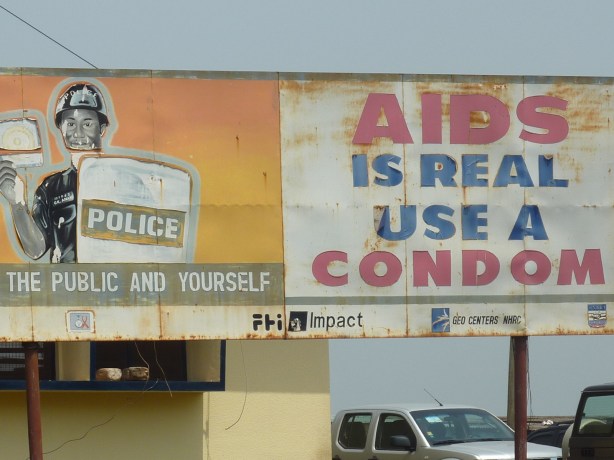 POLICE
THE PUBLIC AND YOURSELF
AIDS
IS REAL
USE A
CONDOM
FHI Impact
GEO CENTERS NHRC